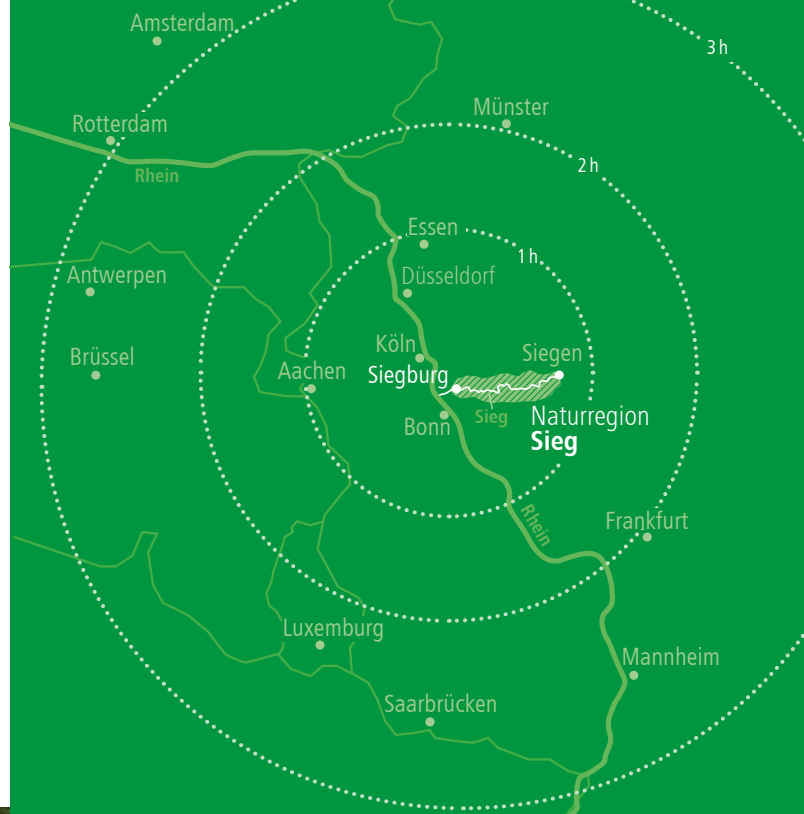 Amsterdam
3 h
Münster
Rotterdam
2 h
Rhein
Essen
1 h
Antwerpen
Düsseldorf
Köln
Siegen
Brüssel
Siegburg
Aachen
Sieg
Naturregion
Sieg
Bonn
Rhein
Frankfurt
Luxemburg
Mannheim
Saarbrücken